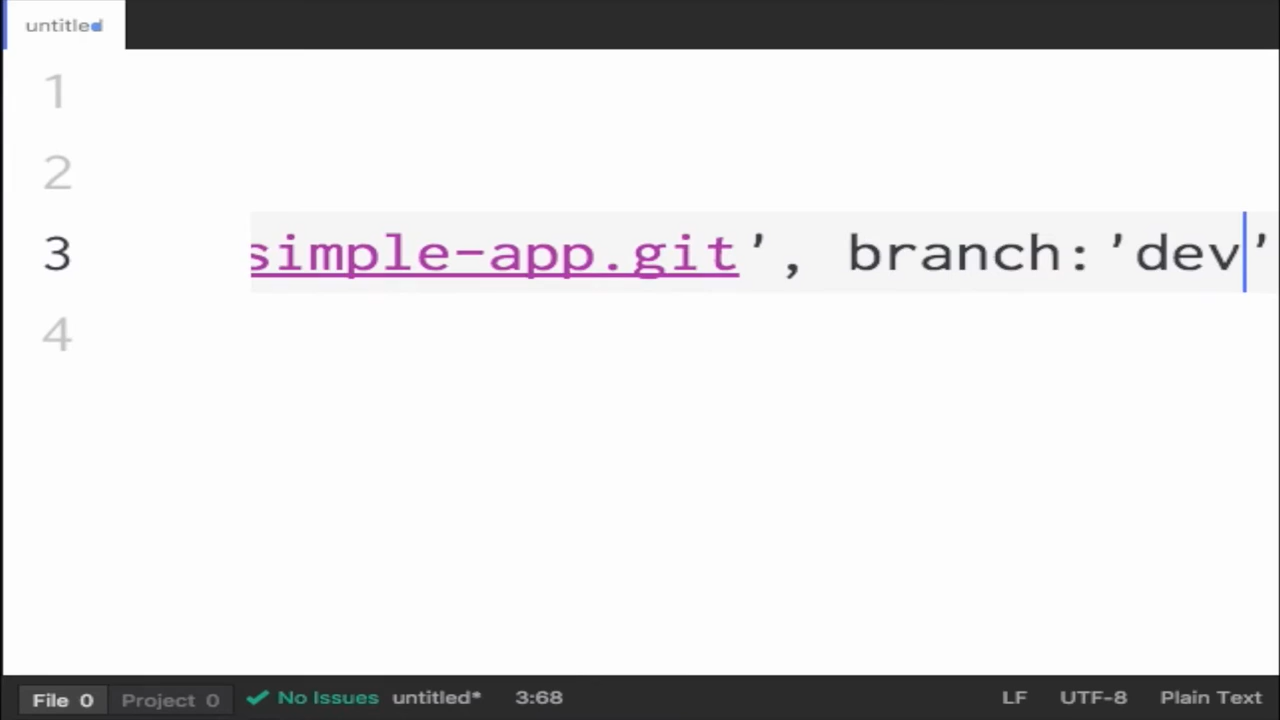 untitled
1
2
3 simple-app.git', branch:'dev'
4
File 0 Project 0 No Issues untitled* 3:68 LF UTF-8 Plain Text